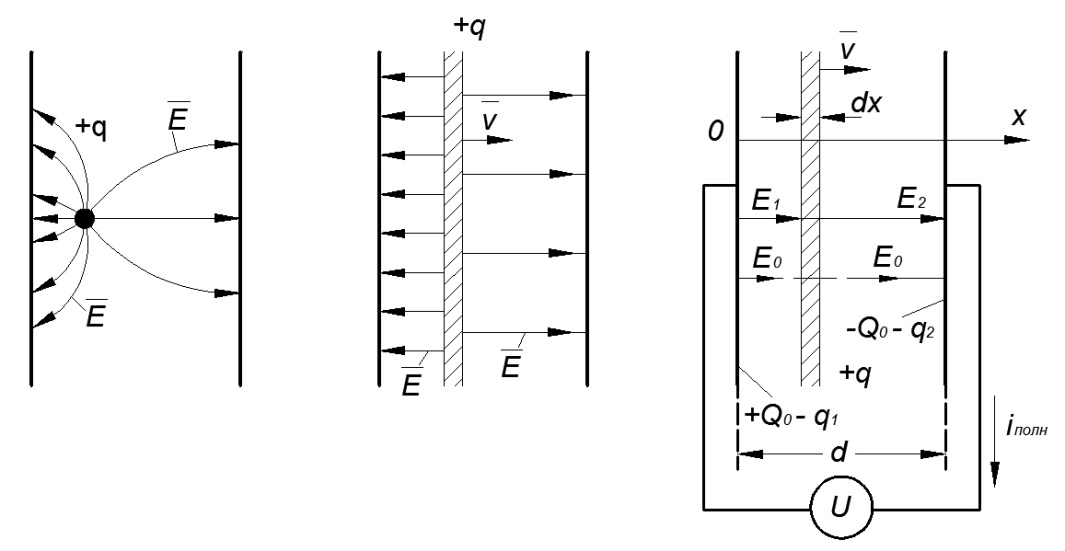 +q
E
E
+q
v
E
E
v
dx
0
x
E₁
E₂
E₀
E₀
-Q₀- q₂
+q
+Q₀- q₁
d
iполн
U